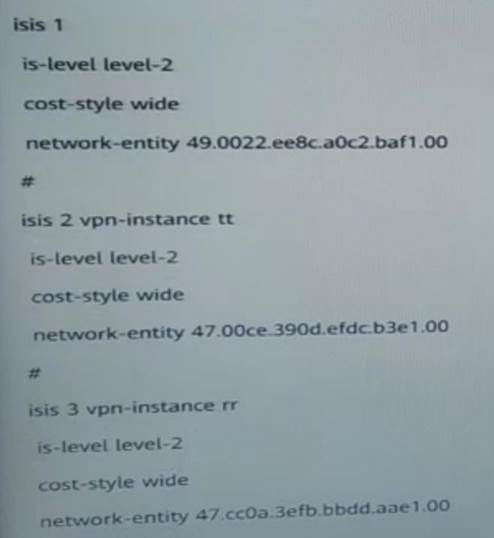 isis 1
is-level level-2
cost-style wide
network-entity 49.0022.ee8c.a0c2.baf1.00
#
isis 2 vpn-instance tt
is-level level-2
cost-style wide
network-entity 47.00ce.390d.efdc.b3e1.00
#
isis 3 vpn-instance rr
is-level level-2
cost-style wide
network-entity 47.cc0a.3efb.bbdd.aae1.00